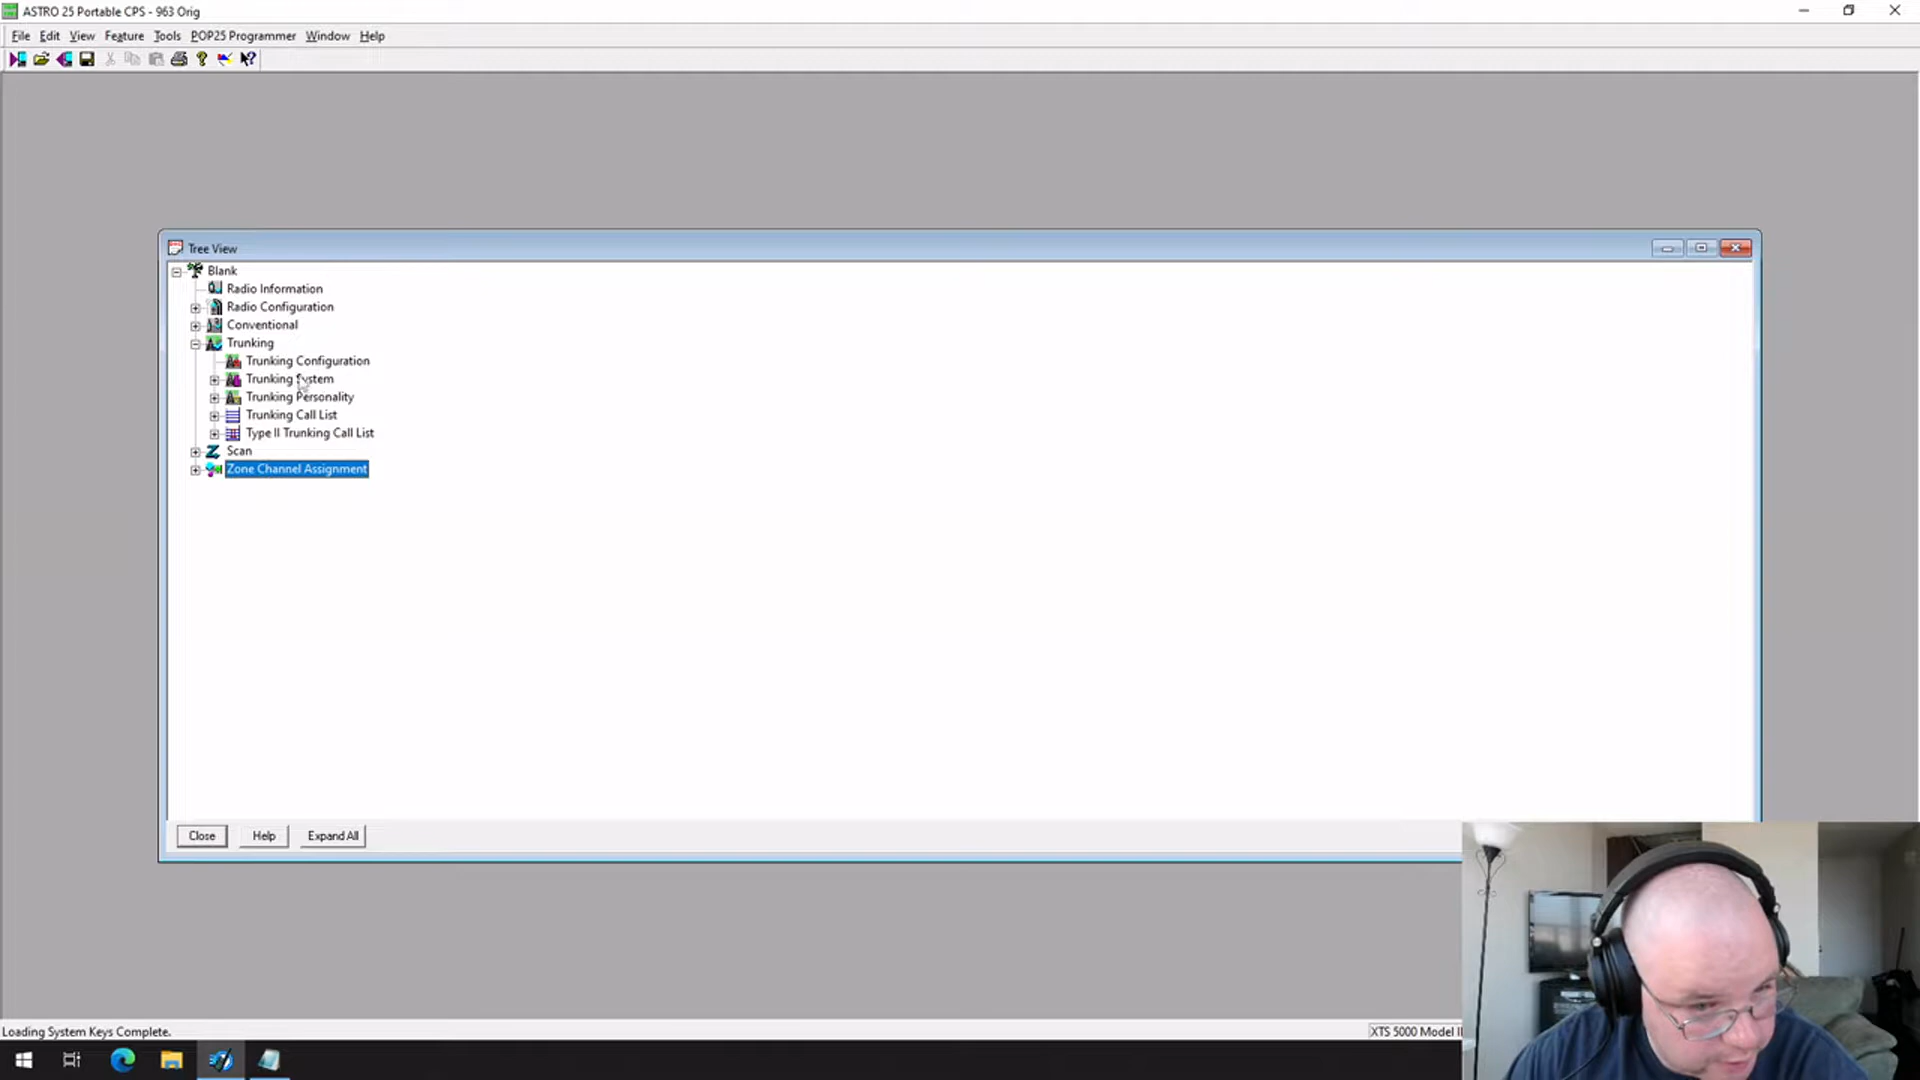 ASTRO 25 Portable CPS - 963 Orig
File Edit View Feature Tools POP25 Programmer Window Help
Tree View
Blank
Radio Information
Radio Configuration
Conventional
Trunking
Trunking Configuration
Trunking System
Trunking Personality
Trunking Call List
Type II Trunking Call List
Scan
Zone Channel Assignment
Close Help Expand All
Loading System Keys Complete.
XTS 5000 Model